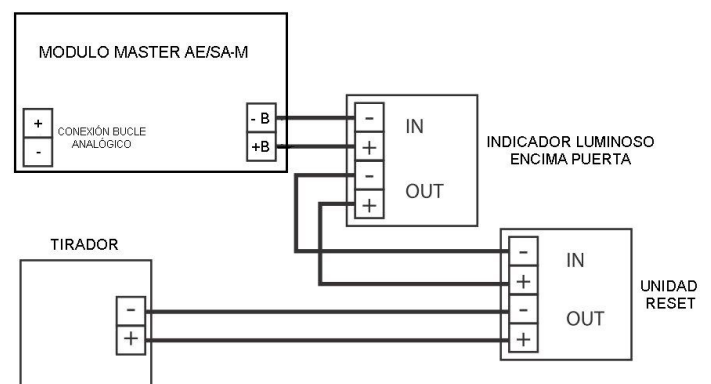 MODULO MASTER AE/SA-M
+
CONEXIÓN BUCLE
ANALÓGICO
-
- B
+B
-
IN
+
-
OUT
+
INDICADOR LUMINOSO
ENCIMA PUERTA
TIRADOR
-
+
-
IN
+
-
OUT
+
UNIDAD
RESET